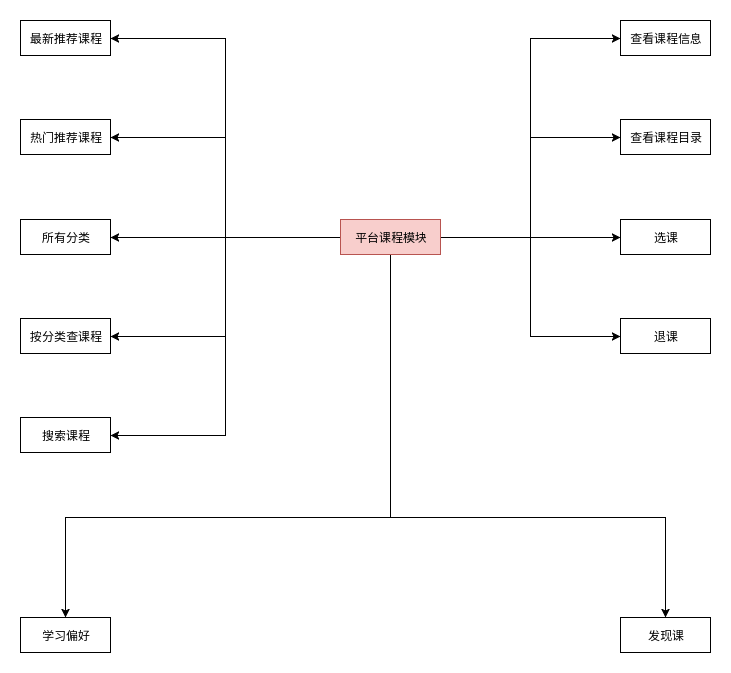 最新推荐课程
查看课程信息
热门推荐课程
查看课程目录
所有分类
平台课程模块
选课
按分类查课程
退课
搜索课程
学习偏好
发现课